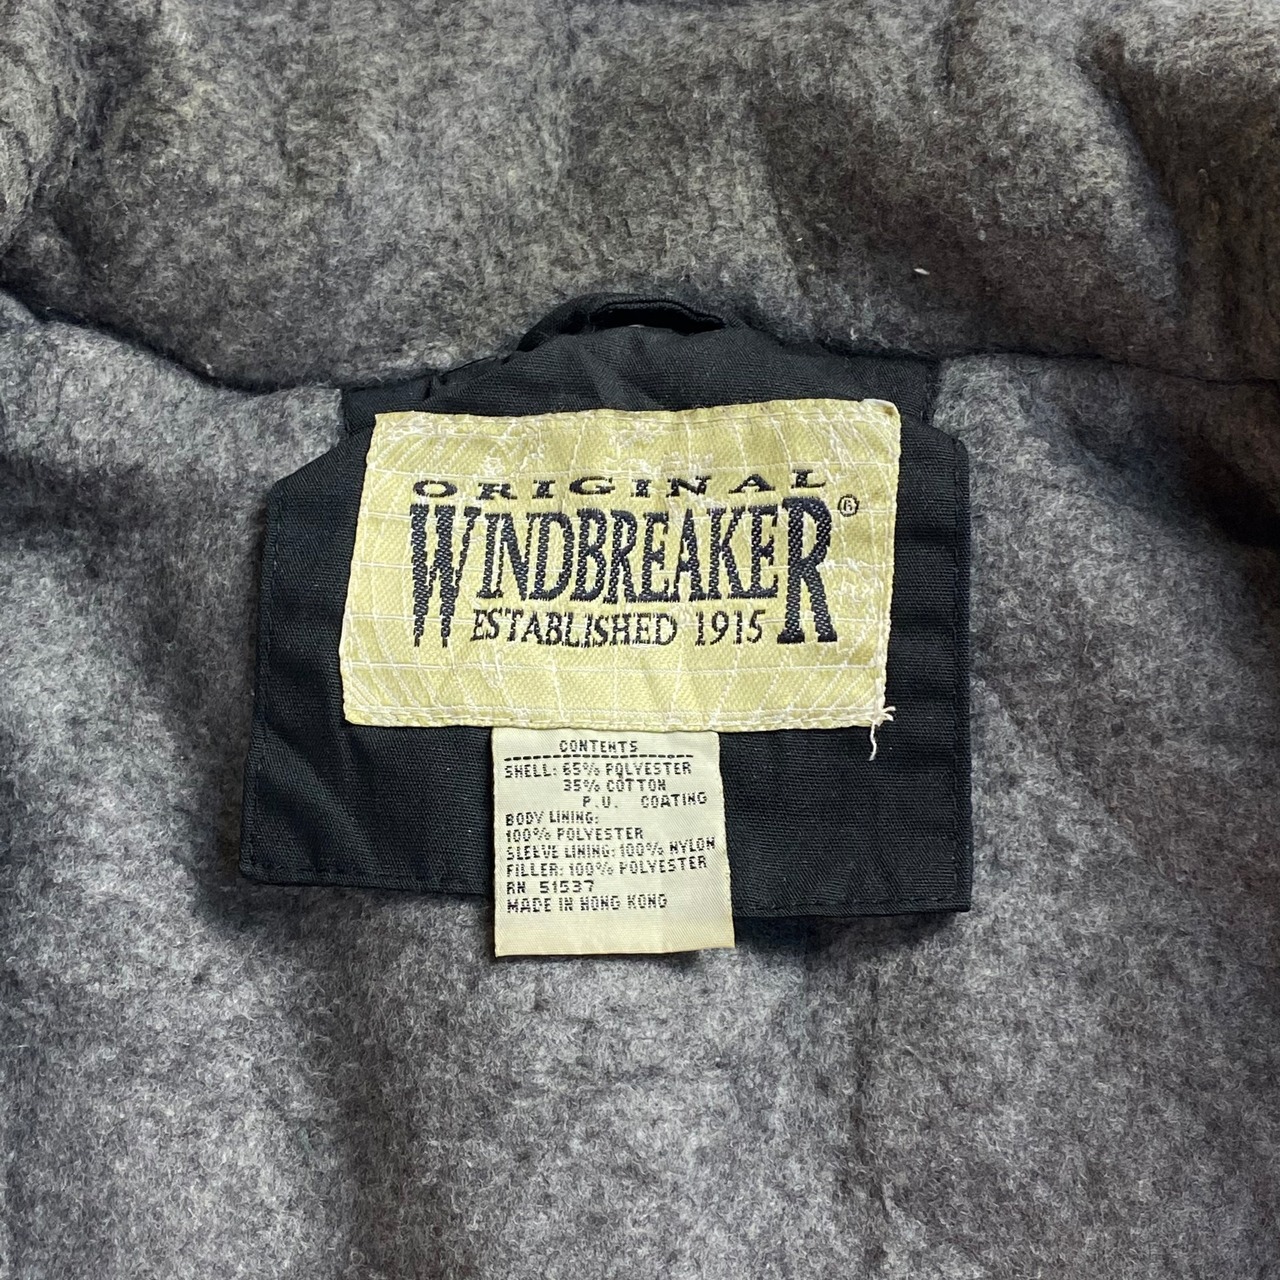 ORIGINAL
WINDBREAKER®
ESTABLISHED 1915
CONTENTS
SHELL: 65% POLYESTER
35% COTTON
P.U. COATING
BODY LINING:
100% POLYESTER
SLEEVE LINING: 100% NYLON
FILLER: 100% POLYESTER
RN 51537
MADE IN HONG KONG